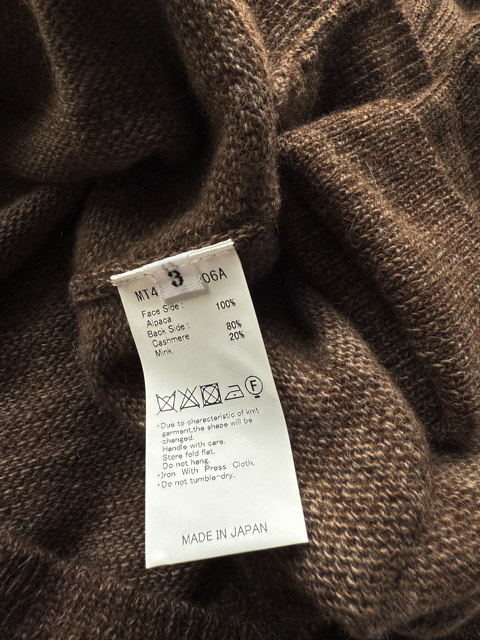 MT4 3 06A
Face Side : 100%
Alpaca
Back Side : 80%
Cashmere 20%
Mink
F
*Due to characteristic of knit
garment,the shape will be
changed.
Handle with care.
Store fold flat.
Do not hang.
*Iron With Press Cloth.
*Do not tumble-dry.
MADE IN JAPAN